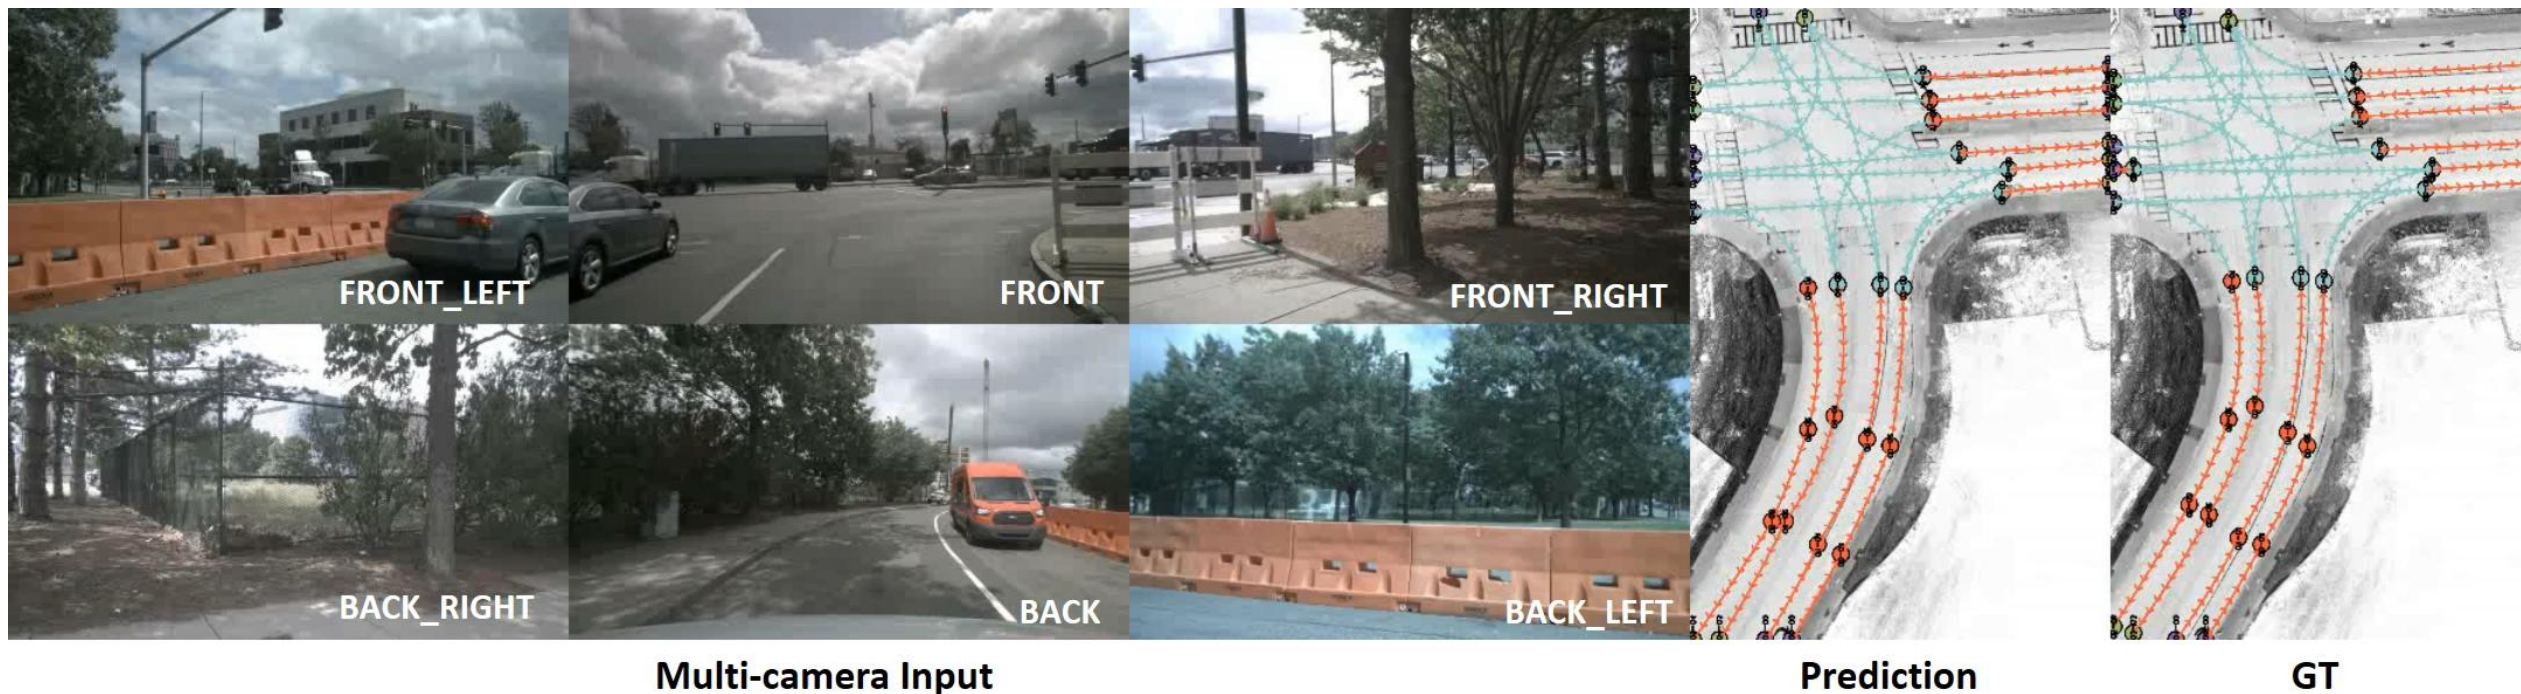 FRONT_LEFT
FRONT
FRONT_RIGHT
BACK_RIGHT
BACK
BACK_LEFT
Multi-camera Input
Prediction
GT